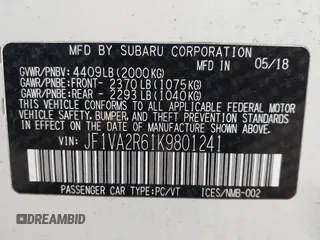 MFD. BY SUBARU CORPORATION 05/18
GVWR/PNBV: 4409LB(2000KG)
GAWR/PNBE: FRONT- 2370LB(1075KG)
GAWR/PNBE: REAR - 2293LB(1040KG)
THIS VEHICLE CONFORMS TO ALL APPLICABLE FEDERAL MOTOR
VEHICLE SAFETY, BUMPER, AND THEFT PREVENTION STANDARDS
IN EFFECT ON THE DATE OF MANUFACTURE SHOWN ABOVE.
VIN: JF1VA2R61K9801241
PASSENGER CAR TYPE:PC/VT ICES/NMB-002
DREAMBID